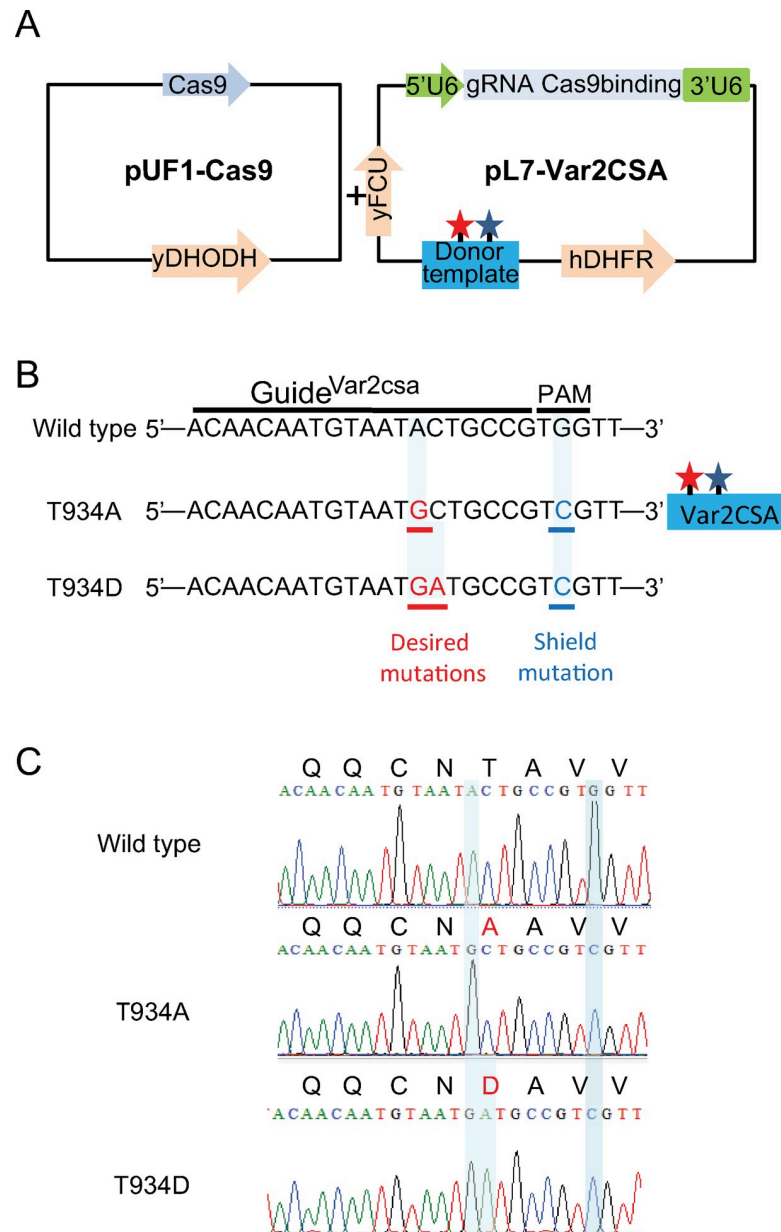 A
Cas9
pUF1-Cas9
yDHODH
+
5'U6 gRNA Cas9binding 3'U6
yFCU
pL7-Var2CSA
Donor
template
hDHFR
B
GuideVar2csa
PAM
Wild type 5'—ACAACAATGTAATACTGCCGTGGTT—3'
T934A 5'—ACAACAATGTAATGCTGCCGTCGTT—3'
Var2CSA
T934D 5'—ACAACAATGTAATGATGCCGTCGTT—3'
Desired
mutations
Shield
mutation
C
Q Q C N T A V V
ACAACAATGTAATACTGCCGTGGTT
Wild type
Q Q C N A A V V
ACAACAATGTAATGCTGCCGTCGTT
T934A
Q Q C N D A V V
ACAACAATGTAATGATGCCGTCGTT
T934D